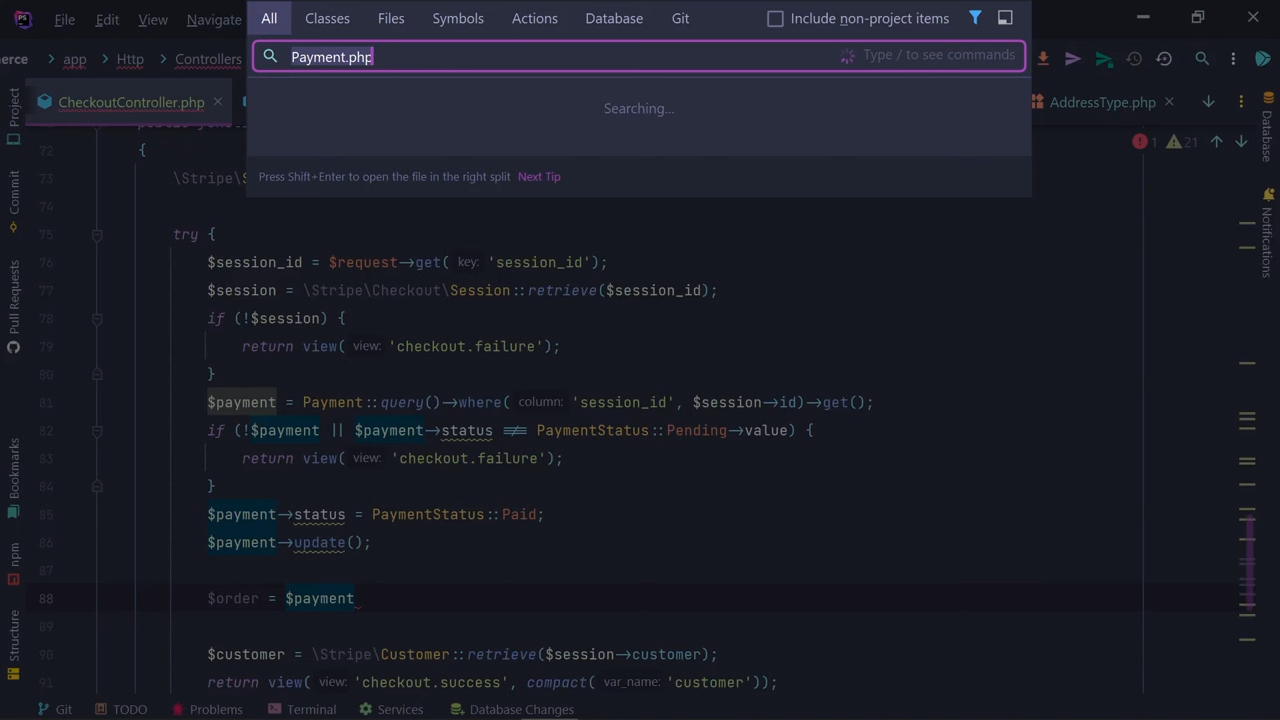 PS File Edit View Navigate
All Classes Files Symbols Actions Database Git Include non-project items
Payment.php Type / to see commands
Searching...
Press Shift+Enter to open the file in the right split Next Tip
erce app Http Controllers
CheckoutController.php AddressType.php
1 21
72 {
73 \Stripe\S
74
75 try {
76 $session_id = $request→get( key: 'session_id');
77 $session = \Stripe\Checkout\Session::retrieve($session_id);
78 if (!$session) {
79 return view( view: 'checkout.failure');
80 }
81 $payment = Payment::query()→where( column: 'session_id', $session→id)→get();
82 if (!$payment || $payment→status ≠≠ PaymentStatus::Pending→value) {
83 return view( view: 'checkout.failure');
84 }
85 $payment→status = PaymentStatus::Paid;
86 $payment→update();
87
88 $order = $payment
89
90 $customer = \Stripe\Customer::retrieve($session→customer);
91 return view( view: 'checkout.success', compact( var_name: 'customer'));
Project
Commit
Pull Requests
Bookmarks
npm
Structure
Database
Notifications
Git TODO Problems Terminal Services Database Changes